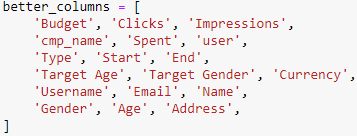 better_columns = [
    'Budget', 'Clicks', 'Impressions',
    'cmp_name', 'Spent', 'user',
    'Type', 'Start', 'End',
    'Target Age', 'Target Gender', 'Currency',
    'Username', 'Email', 'Name',
    'Gender', 'Age', 'Address',
]